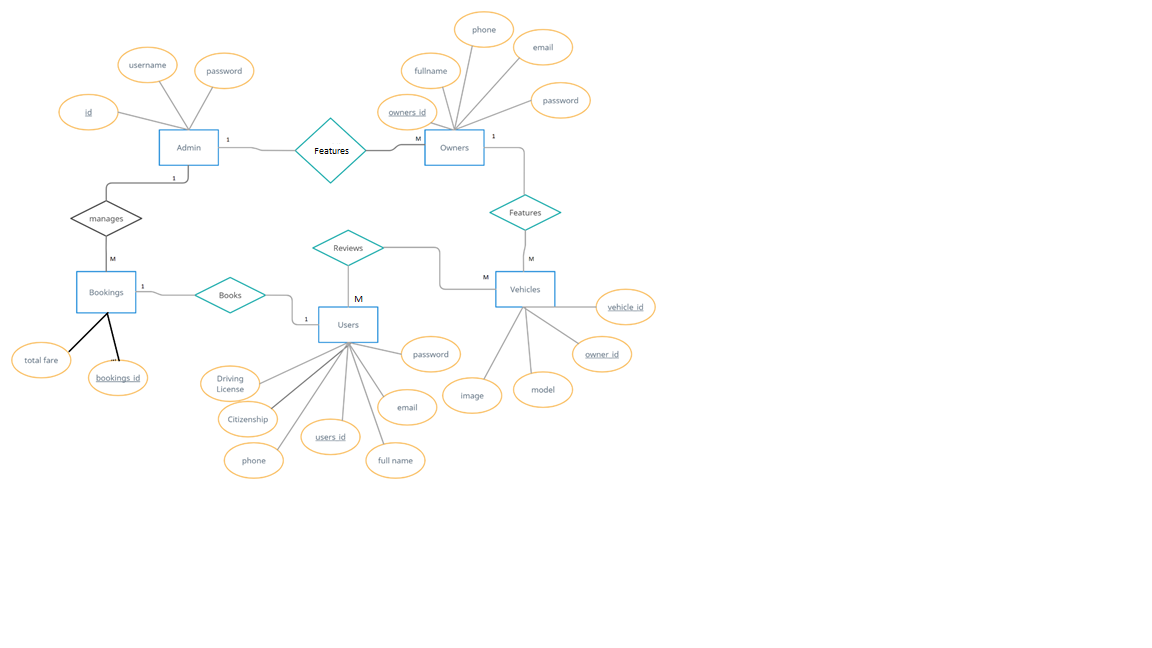 phone
email
username
password
fullname
password
id
owners_id
1
M
1
Admin
Features
Owners
1
manages
Features
Reviews
M
M
M
Bookings
1
Books
M
Vehicles
1
Users
vehicle_id
total fare
bookings_id
password
owner_id
Driving
License
image
model
Citizenship
email
users_id
phone
full name